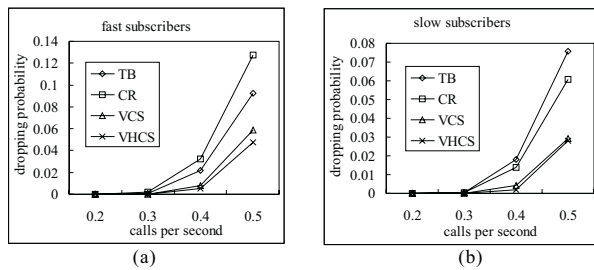 fast subscribers
dropping probability
0.14
0.12
0.1
0.08
0.06
0.04
0.02
0
TB
CR
VCS
VHCS
0.2 0.3 0.4 0.5
calls per second
(a)
slow subscribers
dropping probability
0.08
0.07
0.06
0.05
0.04
0.03
0.02
0.01
0
TB
CR
VCS
VHCS
0.2 0.3 0.4 0.5
calls per second
(b)